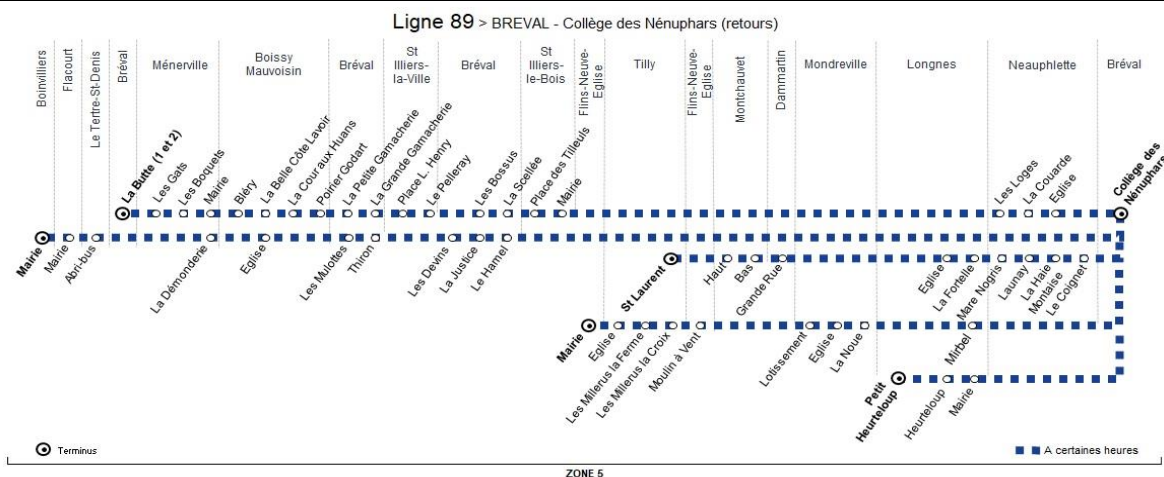 Ligne 89 > BREVAL - Collège des Nénuphars (retours)
Boinvilliers
Flacourt
Le Tertre-St-Denis
Bréval
Ménerville
Boissy
Mauvoisin
Bréval
St
Illiers-
la-Ville
Bréval
St
Illiers-
le-Bois
Flins-Neuve-
Eglise
Tilly
Flins-Neuve-
Eglise
Montchauvet
Dammartin
Mondreville
Longnes
Neauphlette
Bréval
La Butte (1 et 2)
Les Gats
Les Boquets
Mairie
Bléry
La Belle Côte Lavoir
La Cour aux Huans
Poirier Godart
La Petite Gamacherie
La Grande Gamacherie
Place L. Henry
Le Pelleray
Les Bossus
La Scellée
Place des Tilleuls
Mairie
Les Loges
La Couarde
Eglise
Collège des
Nénuphars
Mairie
Mairie
Abri-bus
La Démonderie
Eglise
Les Mulottes
Thiron
Les Devins
La Justice
Le Hamel
St Laurent
Haut
Bas
Grande Rue
Eglise
La Fortelle
Mare Nogris
Launay
La Haie
Montaise
Le Coignet
Mairie
Eglise
Les Millerus la Ferme
Les Millerus la Croix
Moulin à Vent
Lotissement
Eglise
La Noue
Mirbel
Petit
Heurteloup
Heurteloup
Mairie
Terminus
A certaines heures
ZONE 5